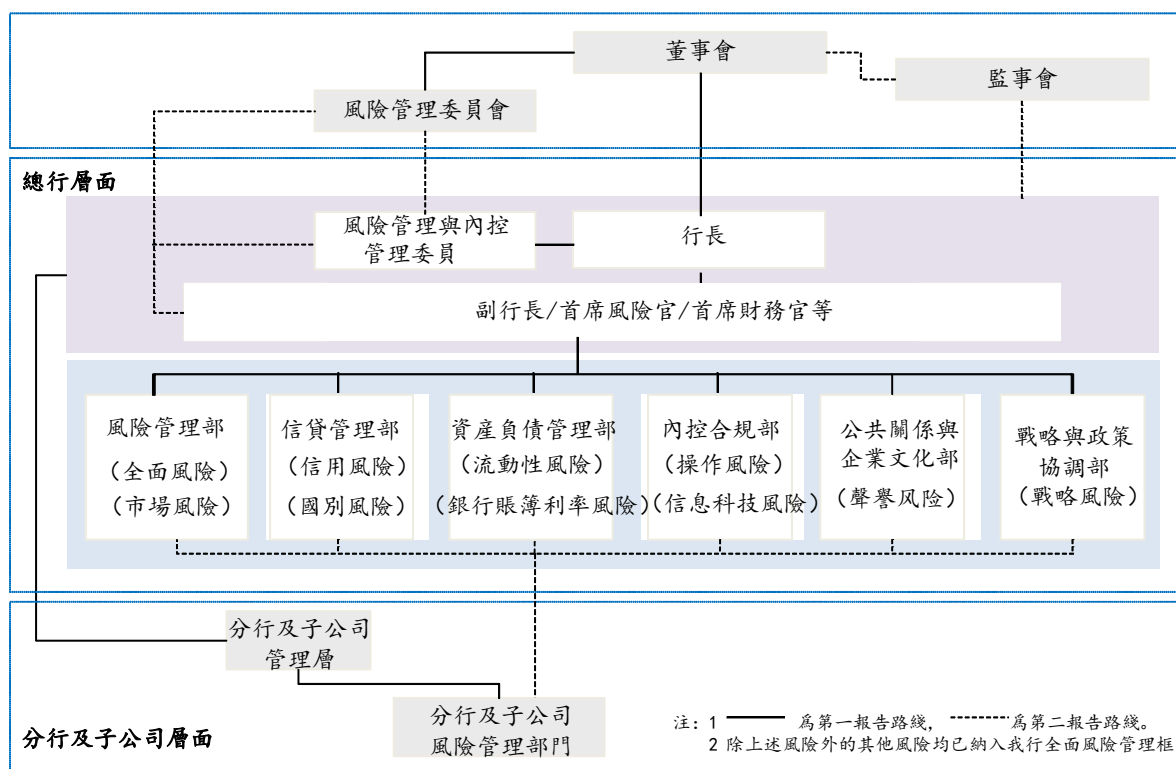 董事會
監事會
風險管理委員會
總行層面
風險管理與內控
管理委員
行長
副行長/首席風險官/首席財務官等
風險管理部
(全面風險)
(市场風險)
信貸管理部
(信用風險)
(國別風險)
資産負債管理部
(流動性風險)
(銀行賬簿利率風險)
內控合規部
(操作風險)
(信息科技風險)
公共關係與
企業文化部
(聲譽风险)
戰略與政策
協調部
(戰略風險)
分行及子公司
管理層
分行及子公司
風險管理部門
分行及子公司層面
注: 1 爲第一報告路綫, 爲第二報告路綫。
2 除上述風險外的其他風險均已納入我行全面風險管理框